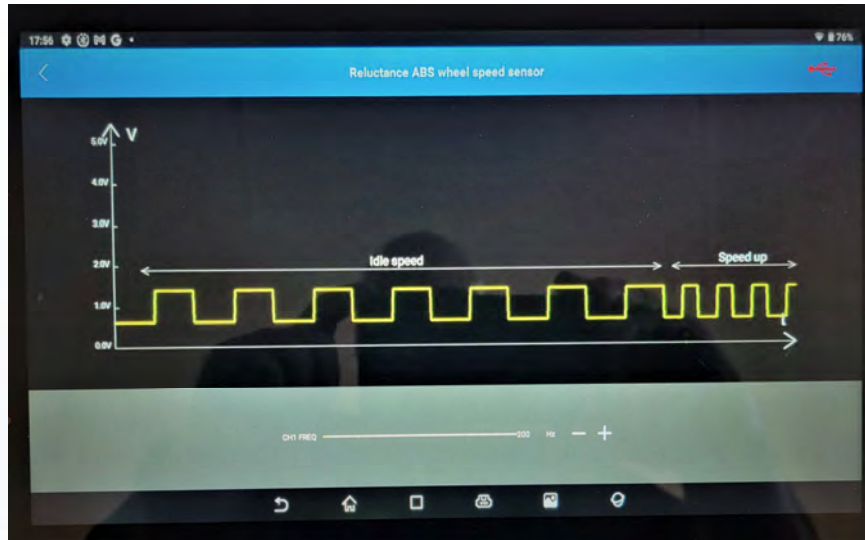 17:56 G 76%
Reluctance ABS wheel speed sensor
V
5.0V
4.0V
3.0V
2.0V
Idle speed
Speed up
1.0V
t
0.0V
CH1 FREQ 200 Hz − +